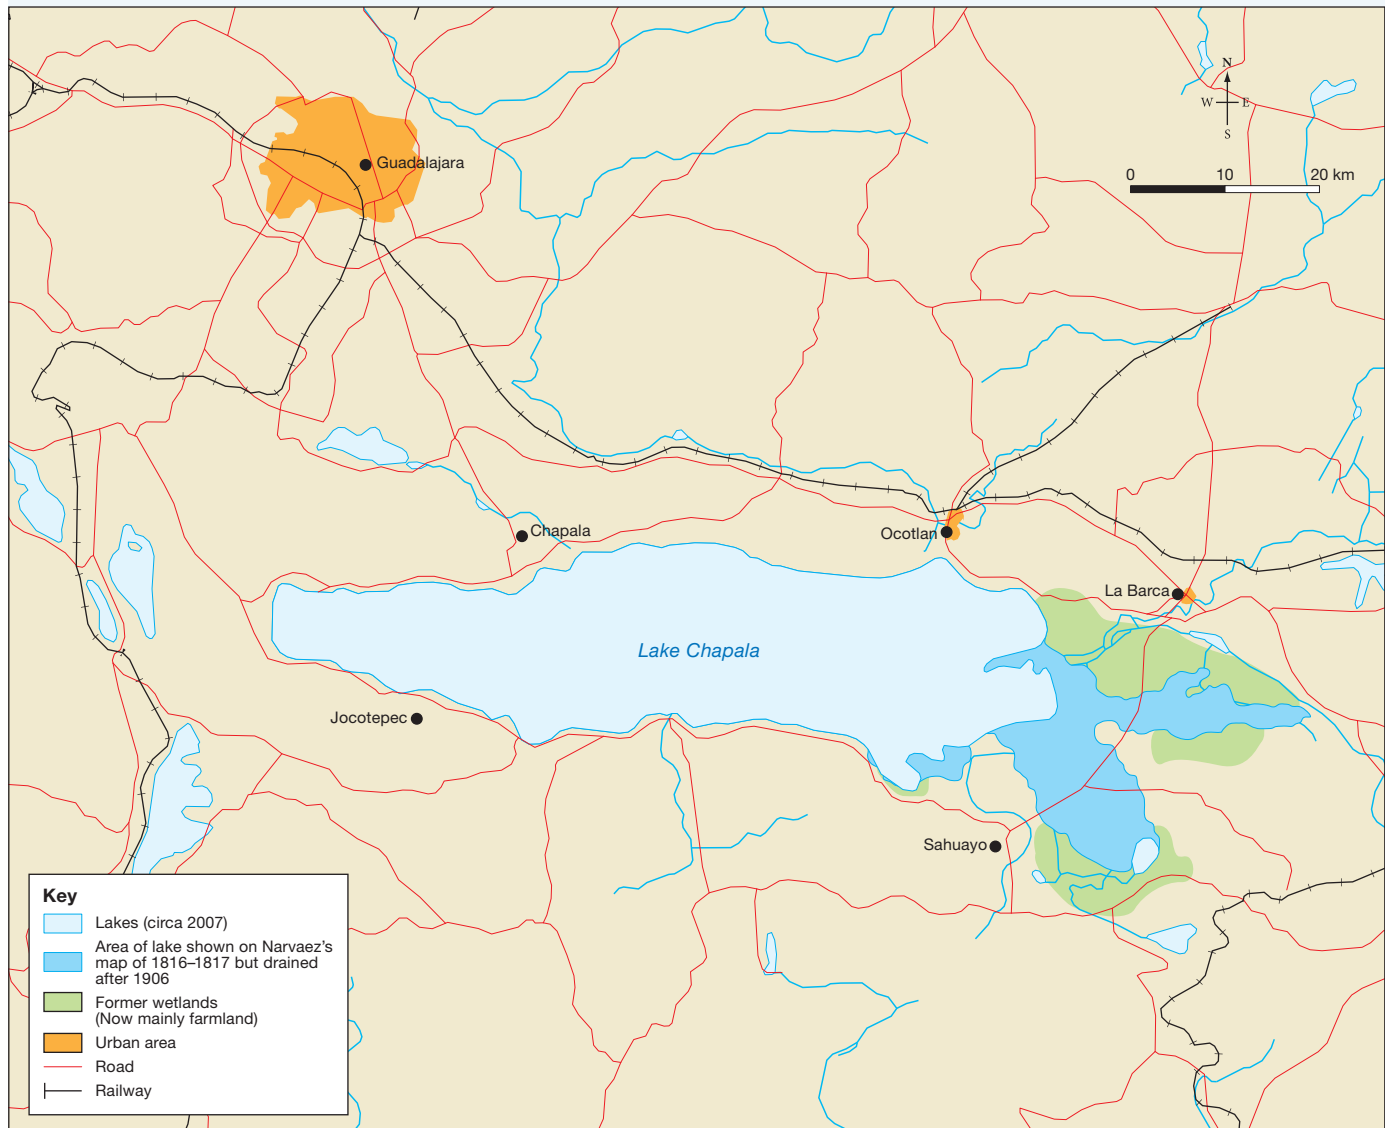 N
W E
S
0 10 20 km
Guadalajara
Chapala
Ocotlan
La Barca
Lake Chapala
Jocotepec
Sahuayo
Key
Lakes (circa 2007)
Area of lake shown on Narvaez's
map of 1816–1817 but drained
after 1906
Former wetlands
(Now mainly farmland)
Urban area
Road
Railway